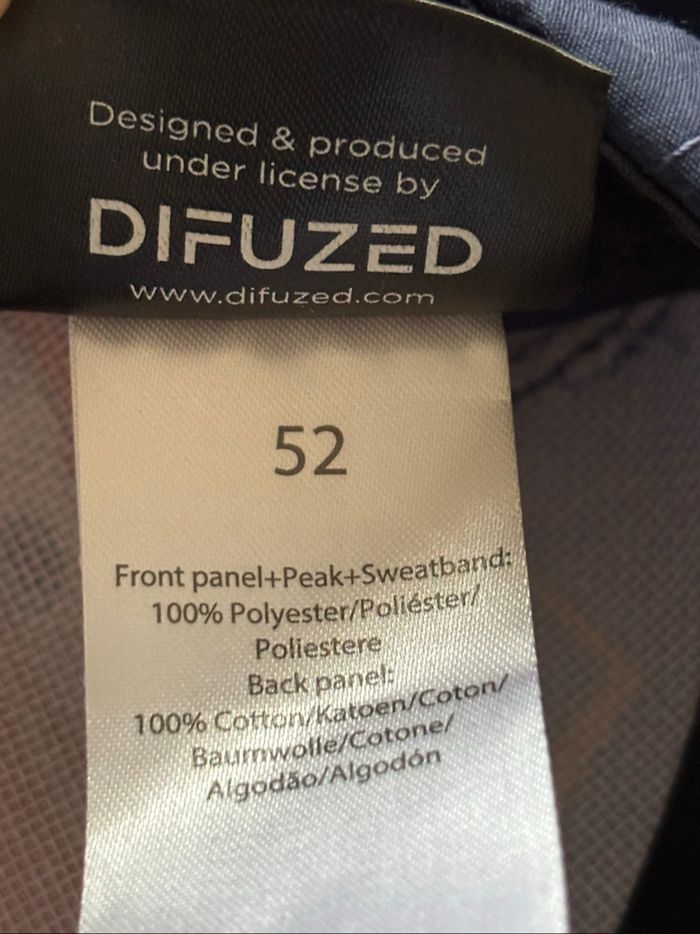 Designed & produced
under license by
DIFUZED
www.difuzed.com
52
Front panel+Peak+Sweatband:
100% Polyester/Poliéster/
Poliestere
Back panel:
100% Cotton/Katoen/Coton/
Baumwolle/Cotone/
Algodão/Algodón